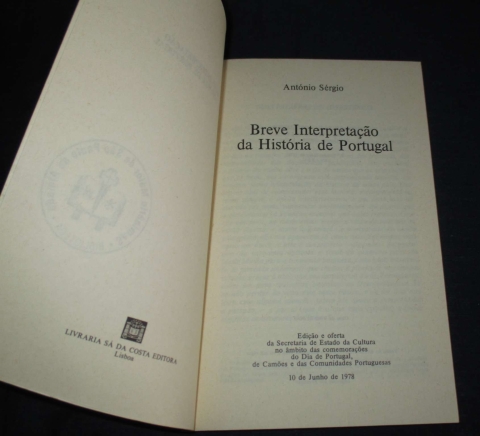 LIVRARIA SÁ DA COSTA EDITORA
Lisboa
António Sérgio
Breve Interpretação
da História de Portugal
Edição e oferta
da Secretaria de Estado da Cultura
no âmbito das comemorações
do Dia de Portugal,
de Camões e das Comunidades Portuguesas
10 de Junho de 1978